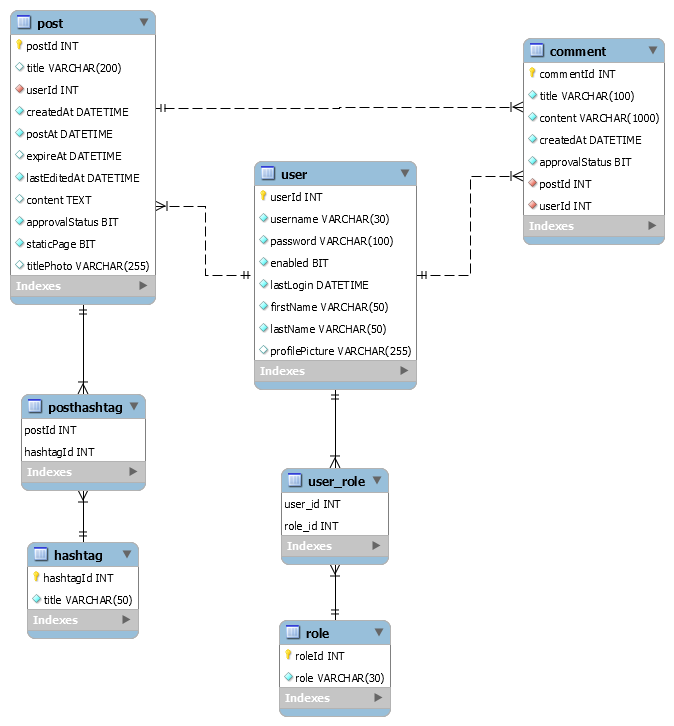 post
postId INT
title VARCHAR(200)
userId INT
createdAt DATETIME
postAt DATETIME
expireAt DATETIME
lastEditedAt DATETIME
content TEXT
approvalStatus BIT
staticPage BIT
titlePhoto VARCHAR(255)
Indexes
comment
commentId INT
title VARCHAR(100)
content VARCHAR(1000)
createdAt DATETIME
approvalStatus BIT
postId INT
userId INT
Indexes
user
userId INT
username VARCHAR(30)
password VARCHAR(100)
enabled BIT
lastLogin DATETIME
firstName VARCHAR(50)
lastName VARCHAR(50)
profilePicture VARCHAR(255)
Indexes
posthashtag
postId INT
hashtagId INT
Indexes
user_role
user_id INT
role_id INT
Indexes
hashtag
hashtagId INT
title VARCHAR(50)
Indexes
role
roleId INT
role VARCHAR(30)
Indexes